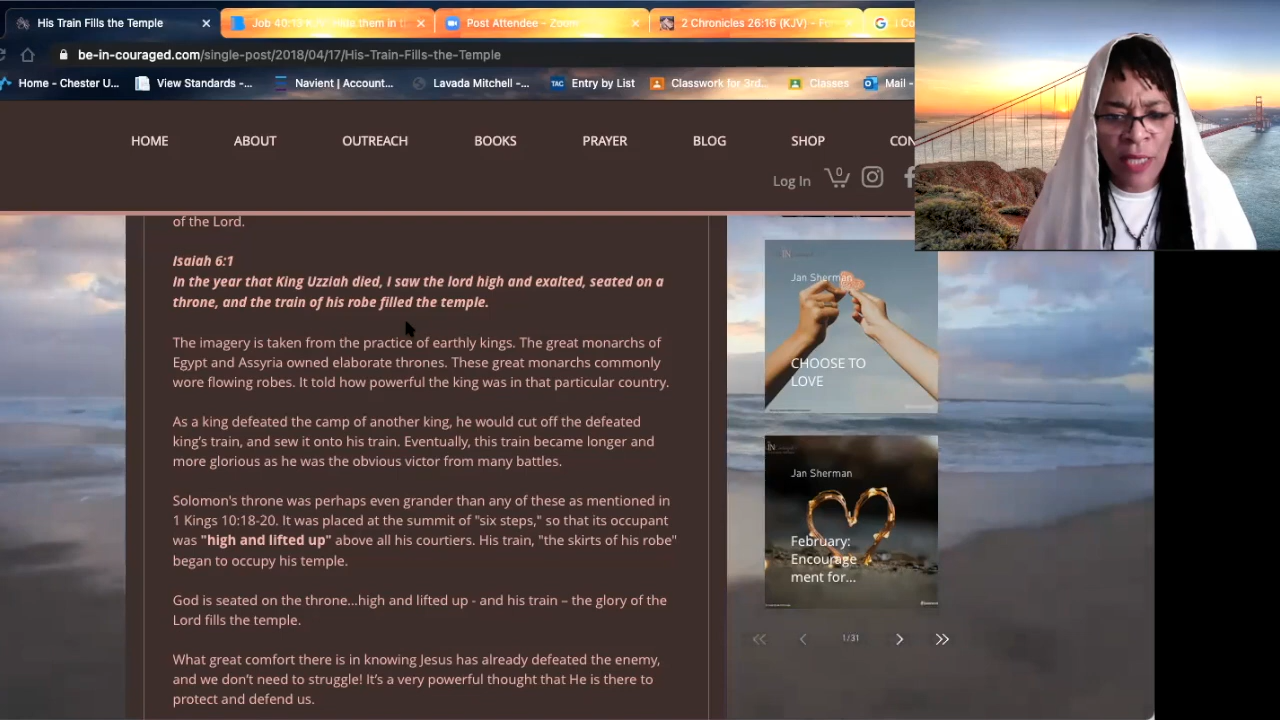 His Train Fills the Temple
Job 40:13 KJV
Post Attendee - Zoom
2 Chronicles 26:16 (KJV) -
be-in-couraged.com/single-post/2018/04/17/His-Train-Fills-the-Temple
Home - Chester U...
View Standards -...
Navient | Account...
Lavada Mitchell -...
TAC
Entry by List
Classwork for 3rd...
Classes
Mail -
HOME
ABOUT
OUTREACH
BOOKS
PRAYER
BLOG
SHOP
CON
Log In
0
of the Lord.
Isaiah 6:1
In the year that King Uzziah died, I saw the lord high and exalted, seated on a
throne, and the train of his robe filled the temple.
The imagery is taken from the practice of earthly kings. The great monarchs of
Egypt and Assyria owned elaborate thrones. These great monarchs commonly
wore flowing robes. It told how powerful the king was in that particular country.
As a king defeated the camp of another king, he would cut off the defeated
king's train, and sew it onto his train. Eventually, this train became longer and
more glorious as he was the obvious victor from many battles.
Solomon's throne was perhaps even grander than any of these as mentioned in
1 Kings 10:18-20. It was placed at the summit of "six steps," so that its occupant
was "high and lifted up" above all his courtiers. His train, "the skirts of his robe"
began to occupy his temple.
God is seated on the throne...high and lifted up - and his train – the glory of the
Lord fills the temple.
What great comfort there is in knowing Jesus has already defeated the enemy,
and we don't need to struggle! It's a very powerful thought that He is there to
protect and defend us.
Jan Sherman
CHOOSE TO
LOVE
Jan Sherman
February:
Encourage
ment for...
1/31